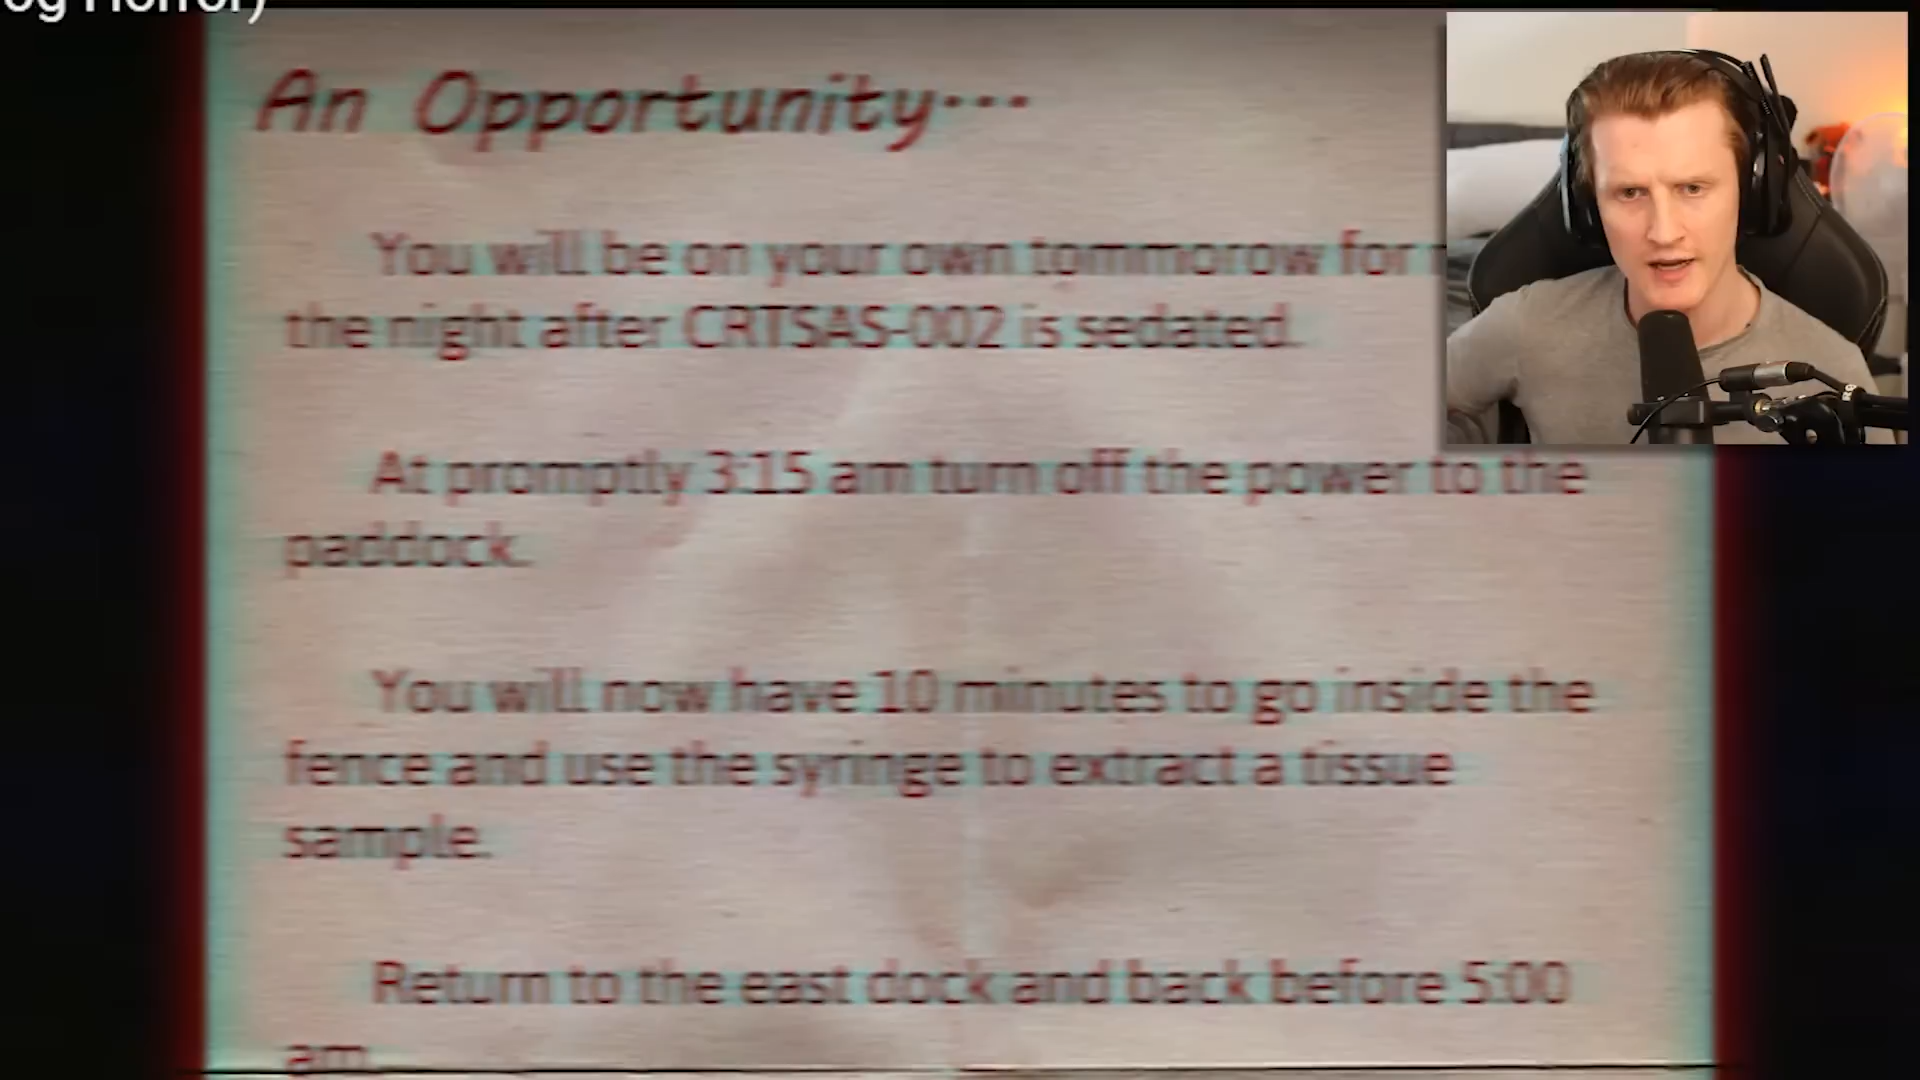 Horror)
An Opportunity...
You will be on your own tommorow for
the night after CRTSAS-002 is sedated.
At promptly 3:15 am turn off the power to the
paddock.
You will now have 10 minutes to go inside the
fence and use the syringe to extract a tissue
sample.
Return to the east dock and back before 5:00
am.